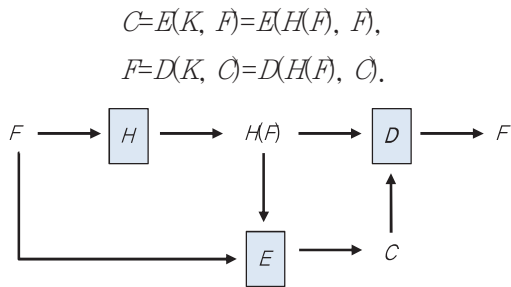 C=E(K, F)=E(H(F), F),
F=D(K, C)=D(H(F), C).
F H H(F) D F
E C